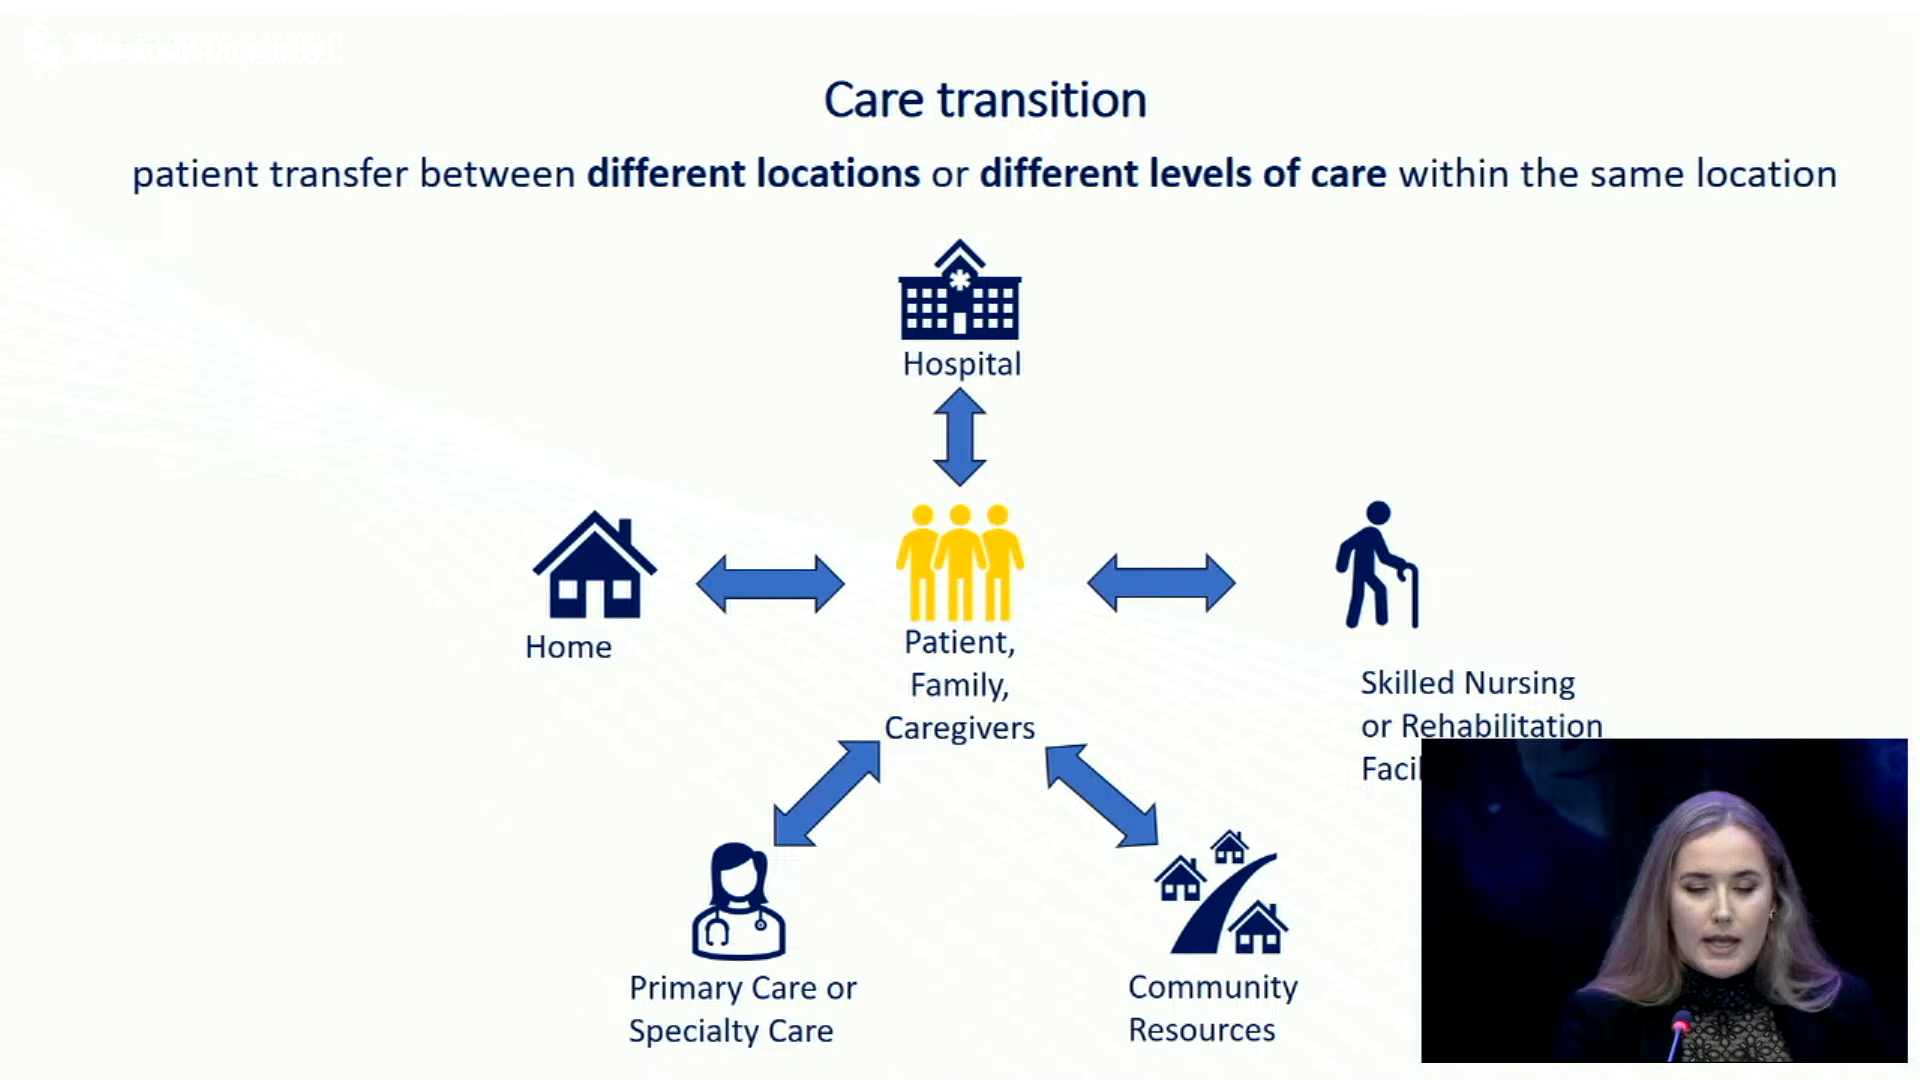 Care transition
patient transfer between different locations or different levels of care within the same location
Hospital
Home
Patient,
Family,
Caregivers
Skilled Nursing
or Rehabilitation
Primary Care or
Specialty Care
Community
Resources